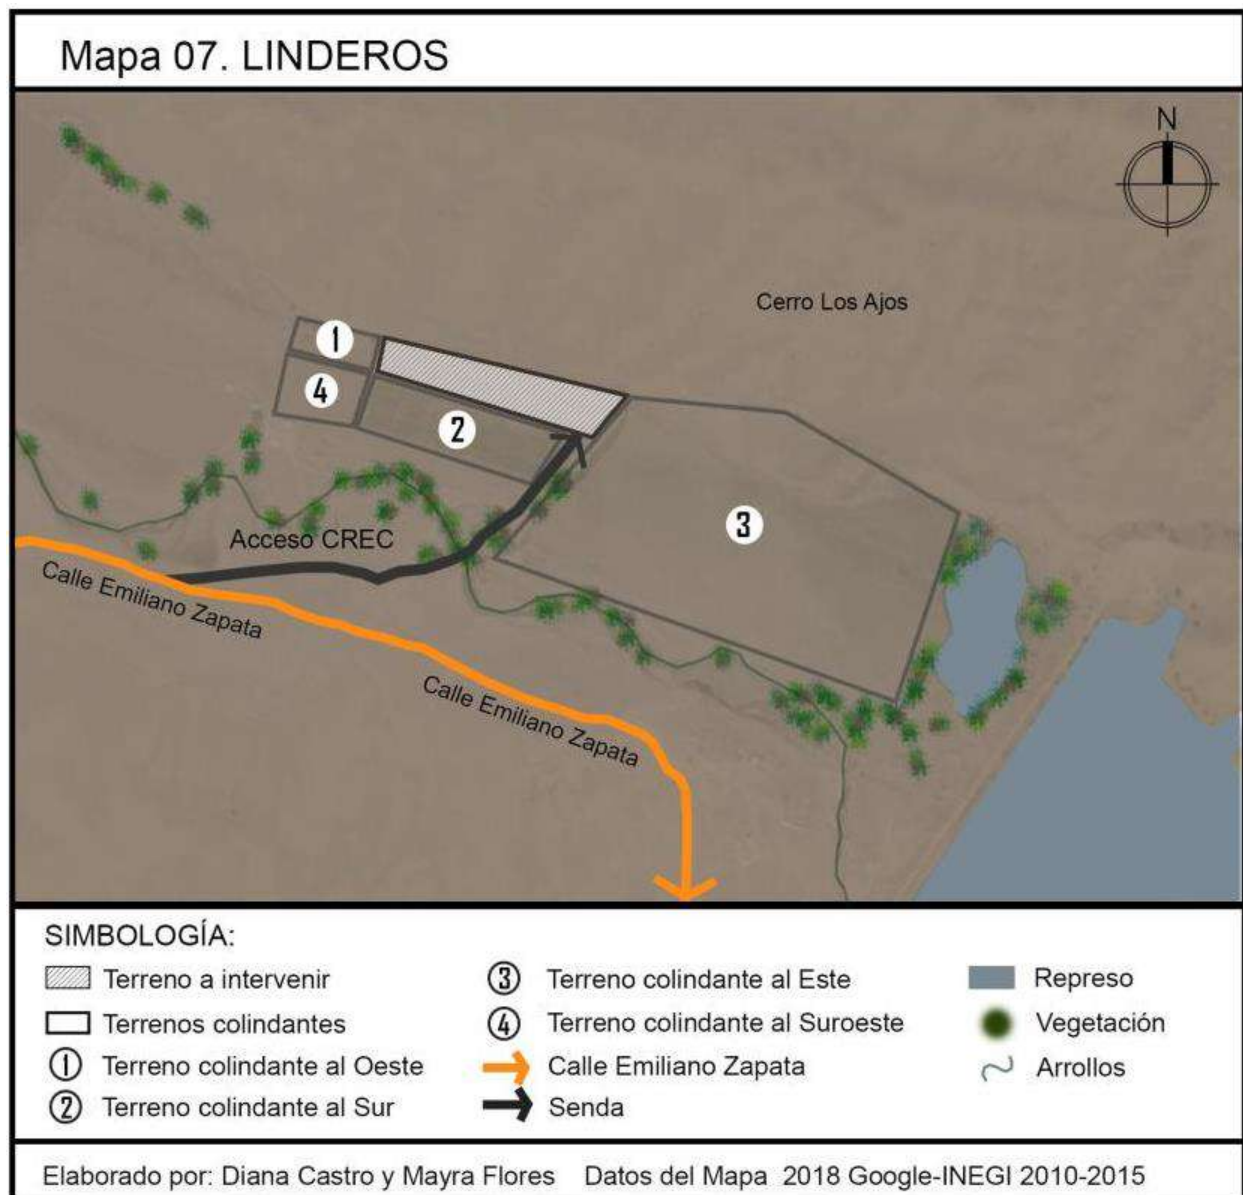 Mapa 07. LINDEROS
N
Cerro Los Ajos
1
4
2
3
Acceso CREC
Calle Emiliano Zapata
Calle Emiliano Zapata
SIMBOLOGÍA:
Terreno a intervenir
Terrenos colindantes
1 Terreno colindante al Oeste
2 Terreno colindante al Sur
3 Terreno colindante al Este
4 Terreno colindante al Suroeste
Calle Emiliano Zapata
Senda
Represo
Vegetación
Arrollos
Elaborado por: Diana Castro y Mayra Flores Datos del Mapa 2018 Google-INEGI 2010-2015